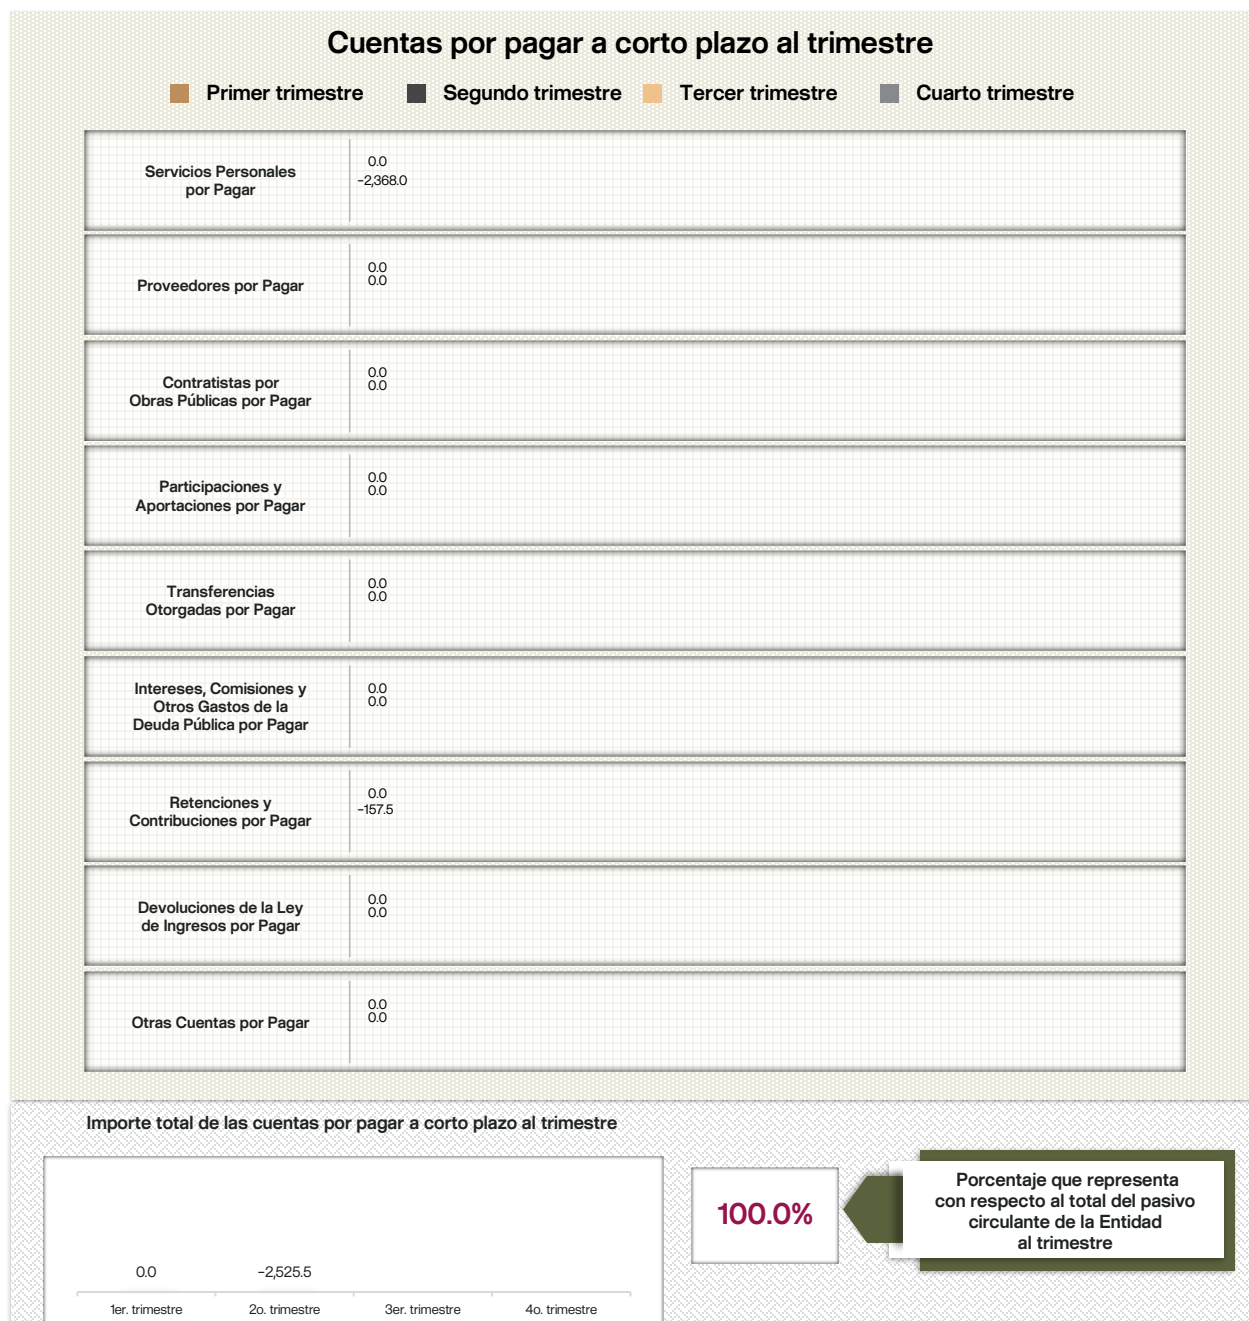 Cuentas por pagar a corto plazo al trimestre
Primer trimestre
Segundo trimestre
Tercer trimestre
Cuarto trimestre
Servicios Personales
por Pagar
0.0
-2,368.0
Proveedores por Pagar
0.0
0.0
Contratistas por
Obras Públicas por Pagar
0.0
0.0
Participaciones y
Aportaciones por Pagar
0.0
0.0
Transferencias
Otorgadas por Pagar
0.0
0.0
Intereses, Comisiones y
Otros Gastos de la
Deuda Pública por Pagar
0.0
0.0
Retenciones y
Contribuciones por Pagar
0.0
-157.5
Devoluciones de la Ley
de Ingresos por Pagar
0.0
0.0
Otras Cuentas por Pagar
0.0
0.0
Importe total de las cuentas por pagar a corto plazo al trimestre
0.0
-2,525.5
1er. trimestre
2o. trimestre
3er. trimestre
4o. trimestre
100.0%
Porcentaje que representa
con respecto al total del pasivo
circulante de la Entidad
al trimestre